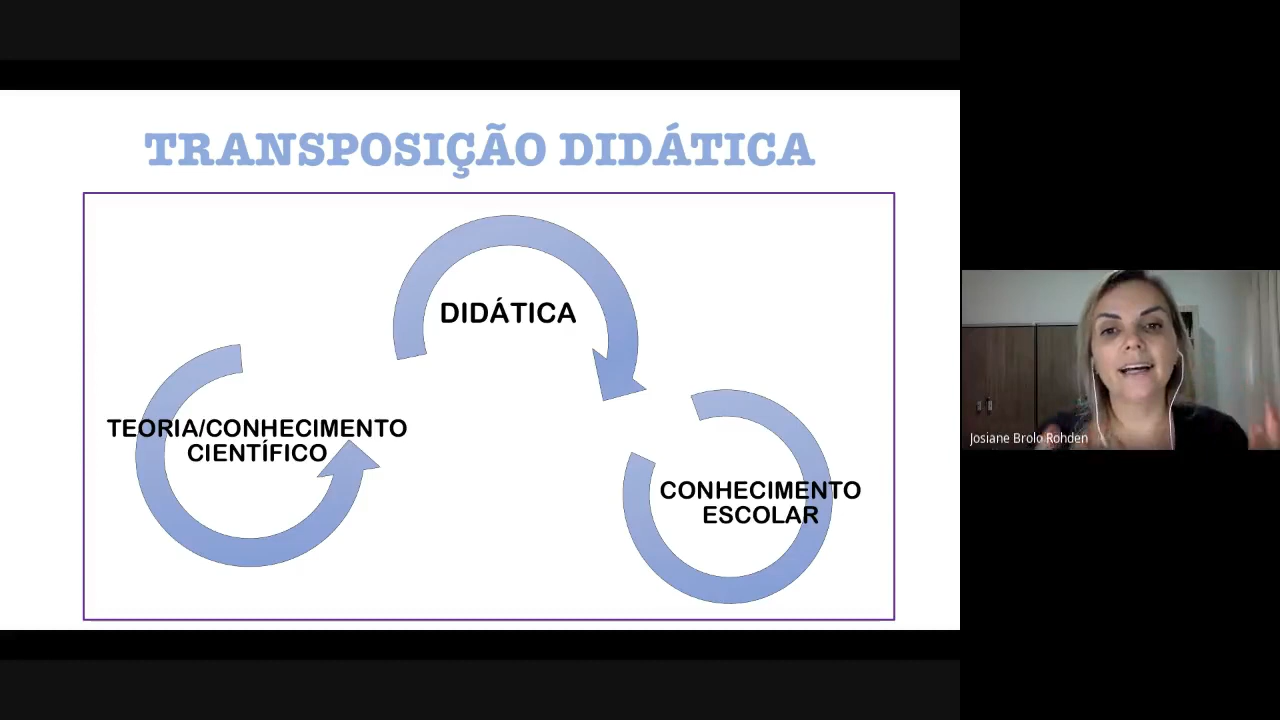 TRANSPOSIÇÃO DIDÁTICA
DIDÁTICA
TEORIA/CONHECIMENTO
CIENTÍFICO
CONHECIMENTO
ESCOLAR
Josiane Brolo Rohden